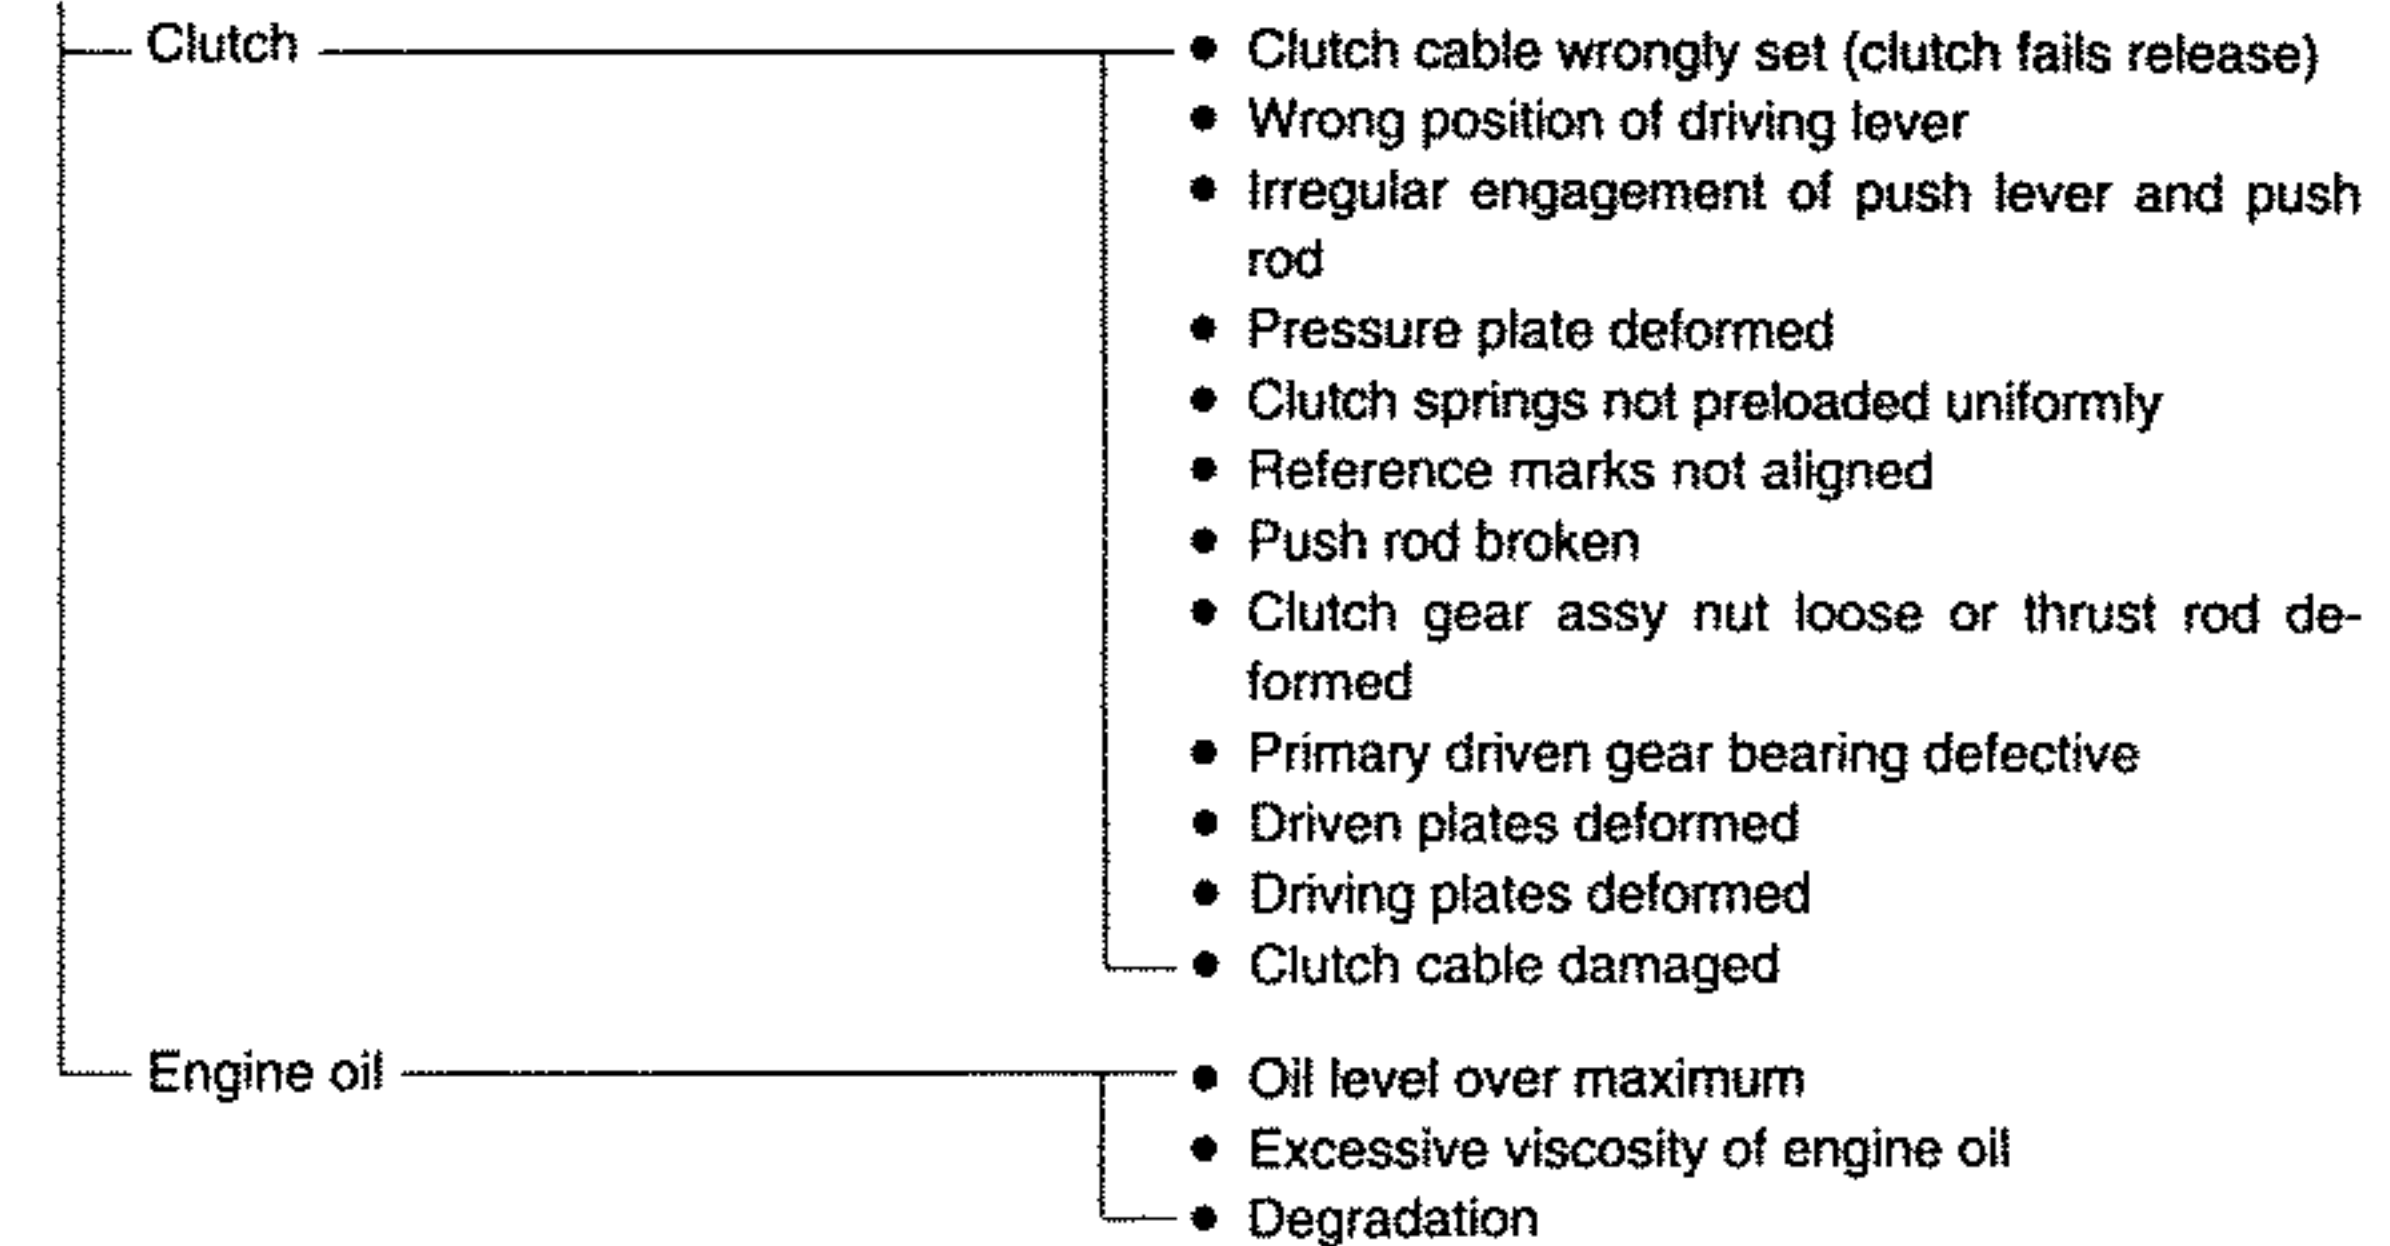 Clutch
● Clutch cable wrongly set (clutch fails release)
● Wrong position of driving lever
● Irregular engagement of push lever and push
rod
● Pressure plate deformed
● Clutch springs not preloaded uniformly
● Reference marks not aligned
● Push rod broken
● Clutch gear assy nut loose or thrust rod de-
formed
● Primary driven gear bearing defective
● Driven plates deformed
● Driving plates deformed
● Clutch cable damaged
Engine oil
● Oil level over maximum
● Excessive viscosity of engine oil
● Degradation